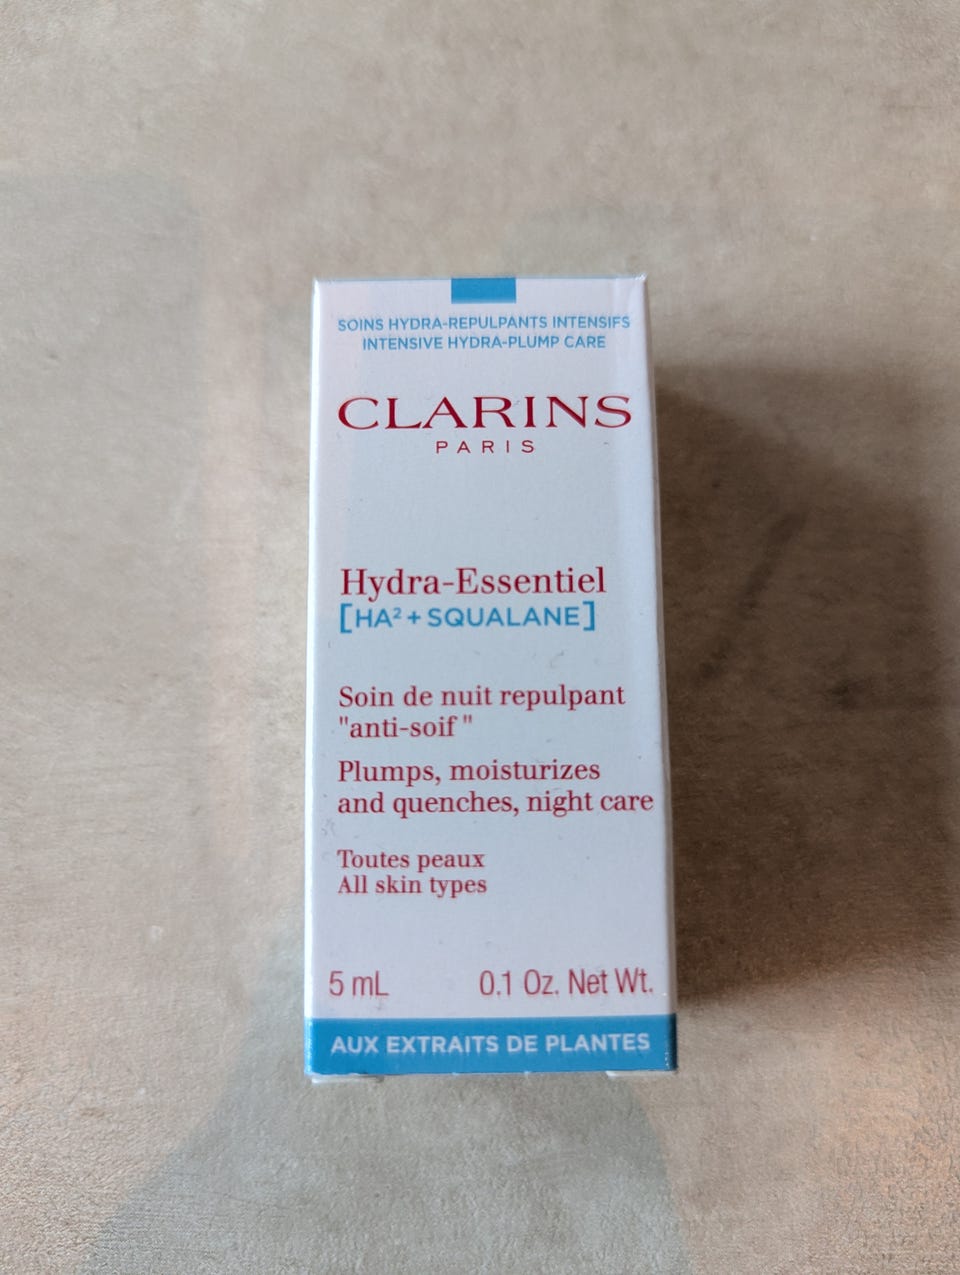 SOINS HYDRA-REPULPANTS INTENSIFS
INTENSIVE HYDRA-PLUMP CARE
CLARINS
PARIS
Hydra-Essentiel
[HA² + SQUALANE]
Soin de nuit repulpant
"anti-soif "
Plumps, moisturizes
and quenches, night care
Toutes peaux
All skin types
5 mL 0.1 Oz. Net Wt.
AUX EXTRAITS DE PLANTES